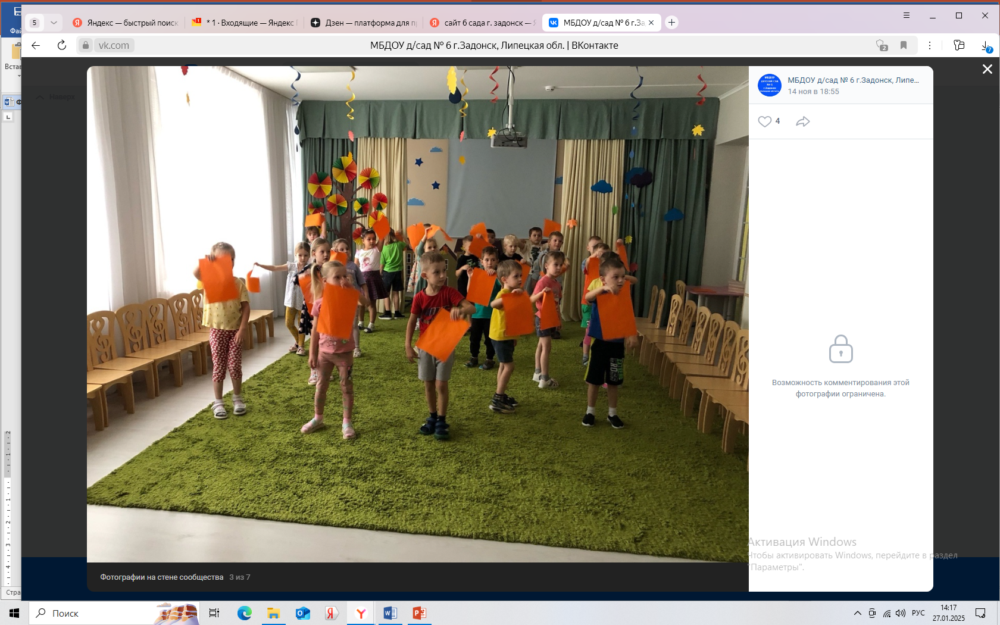 Фай
5
Яндекс — быстрый поиск
* 1 · Входящие — Яндекс
Дзен — платформа для п
сайт 6 сада г. задонск —
МБДОУ д/сад № 6 г.За
vk.com
МБДОУ д/сад № 6 г.Задонск, Липецкая обл. | ВКонтакте
2
7
Встав
Наверх
МБДОУ д/сад № 6 г.Задонск, Липе...
14 ноя в 18:55
4
Возможность комментирования этой
фотографии ограничена.
Активация Windows
Чтобы активировать Windows, перейдите в раздел
"Параметры".
Фотографии на стене сообщества 3 из 7
Стра
Поиск
РУС
14:17
27.01.2025